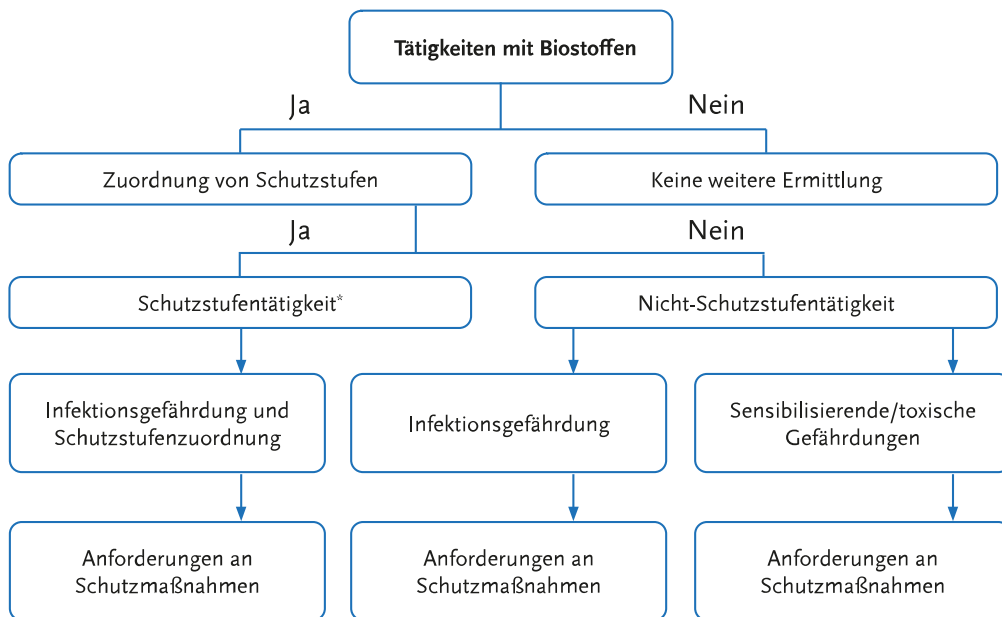 Tätigkeiten mit Biostoffen
Ja
Nein
Zuordnung von Schutzstufen
Keine weitere Ermittlung
Ja
Nein
Schutzstufentätigkeit*
Nicht-Schutzstufentätigkeit
Infektionsgefährdung und
Schutzstufenzuordnung
Infektionsgefährdung
Sensibilisierende/toxische
Gefährdungen
Anforderungen an
Schutzmaßnahmen
Anforderungen an
Schutzmaßnahmen
Anforderungen an
Schutzmaßnahmen